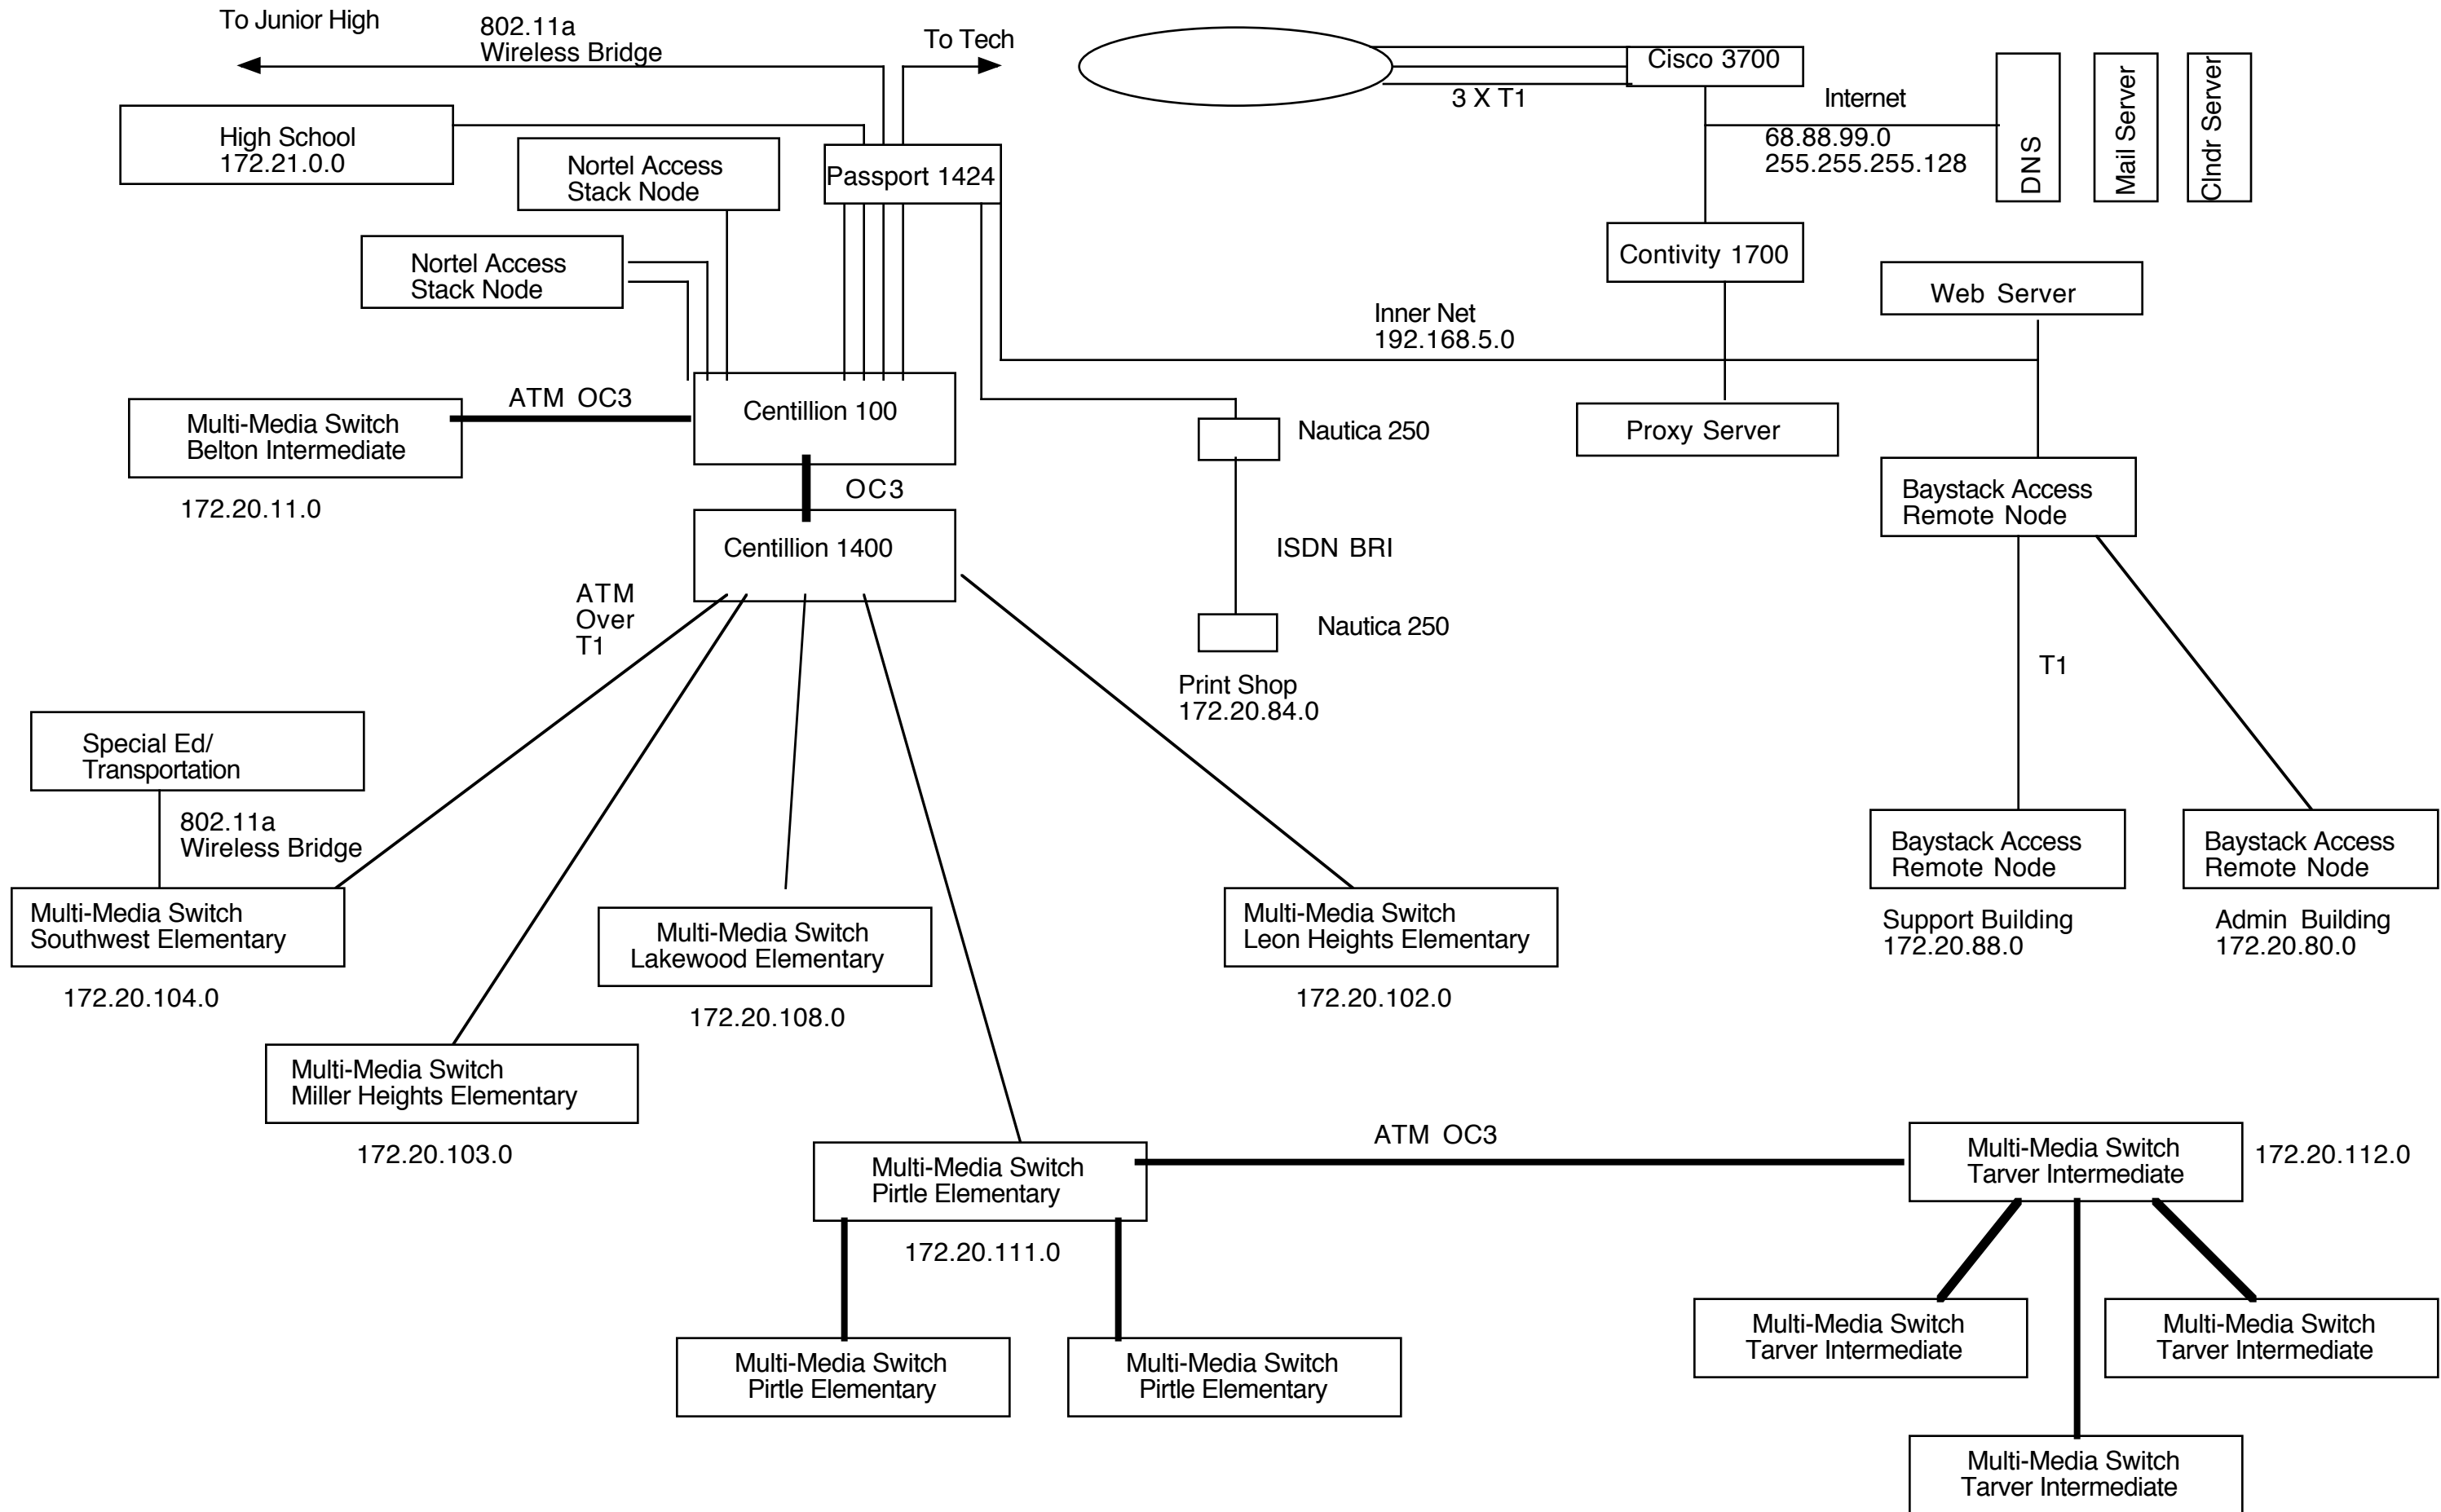 To Junior High
802.11a
Wireless Bridge
To Tech
Cisco 3700
3 X T1
Internet
68.88.99.0
255.255.255.128
DNS
Mail Server
Clndr Server
High School
172.21.0.0
Nortel Access
Stack Node
Passport 1424
Nortel Access
Stack Node
Contivity 1700
Web Server
Inner Net
192.168.5.0
Multi-Media Switch
Belton Intermediate
172.20.11.0
ATM OC3
Centillion 100
OC3
Centillion 1400
Nautica 250
ISDN BRI
Nautica 250
Print Shop
172.20.84.0
Proxy Server
Baystack Access
Remote Node
T1
ATM
Over
T1
Special Ed/
Transportation
802.11a
Wireless Bridge
Multi-Media Switch
Southwest Elementary
172.20.104.0
Multi-Media Switch
Miller Heights Elementary
172.20.103.0
Multi-Media Switch
Lakewood Elementary
172.20.108.0
Multi-Media Switch
Leon Heights Elementary
172.20.102.0
Baystack Access
Remote Node
Support Building
172.20.88.0
Baystack Access
Remote Node
Admin Building
172.20.80.0
Multi-Media Switch
Pirtle Elementary
172.20.111.0
ATM OC3
Multi-Media Switch
Tarver Intermediate
172.20.112.0
Multi-Media Switch
Pirtle Elementary
Multi-Media Switch
Pirtle Elementary
Multi-Media Switch
Tarver Intermediate
Multi-Media Switch
Tarver Intermediate
Multi-Media Switch
Tarver Intermediate